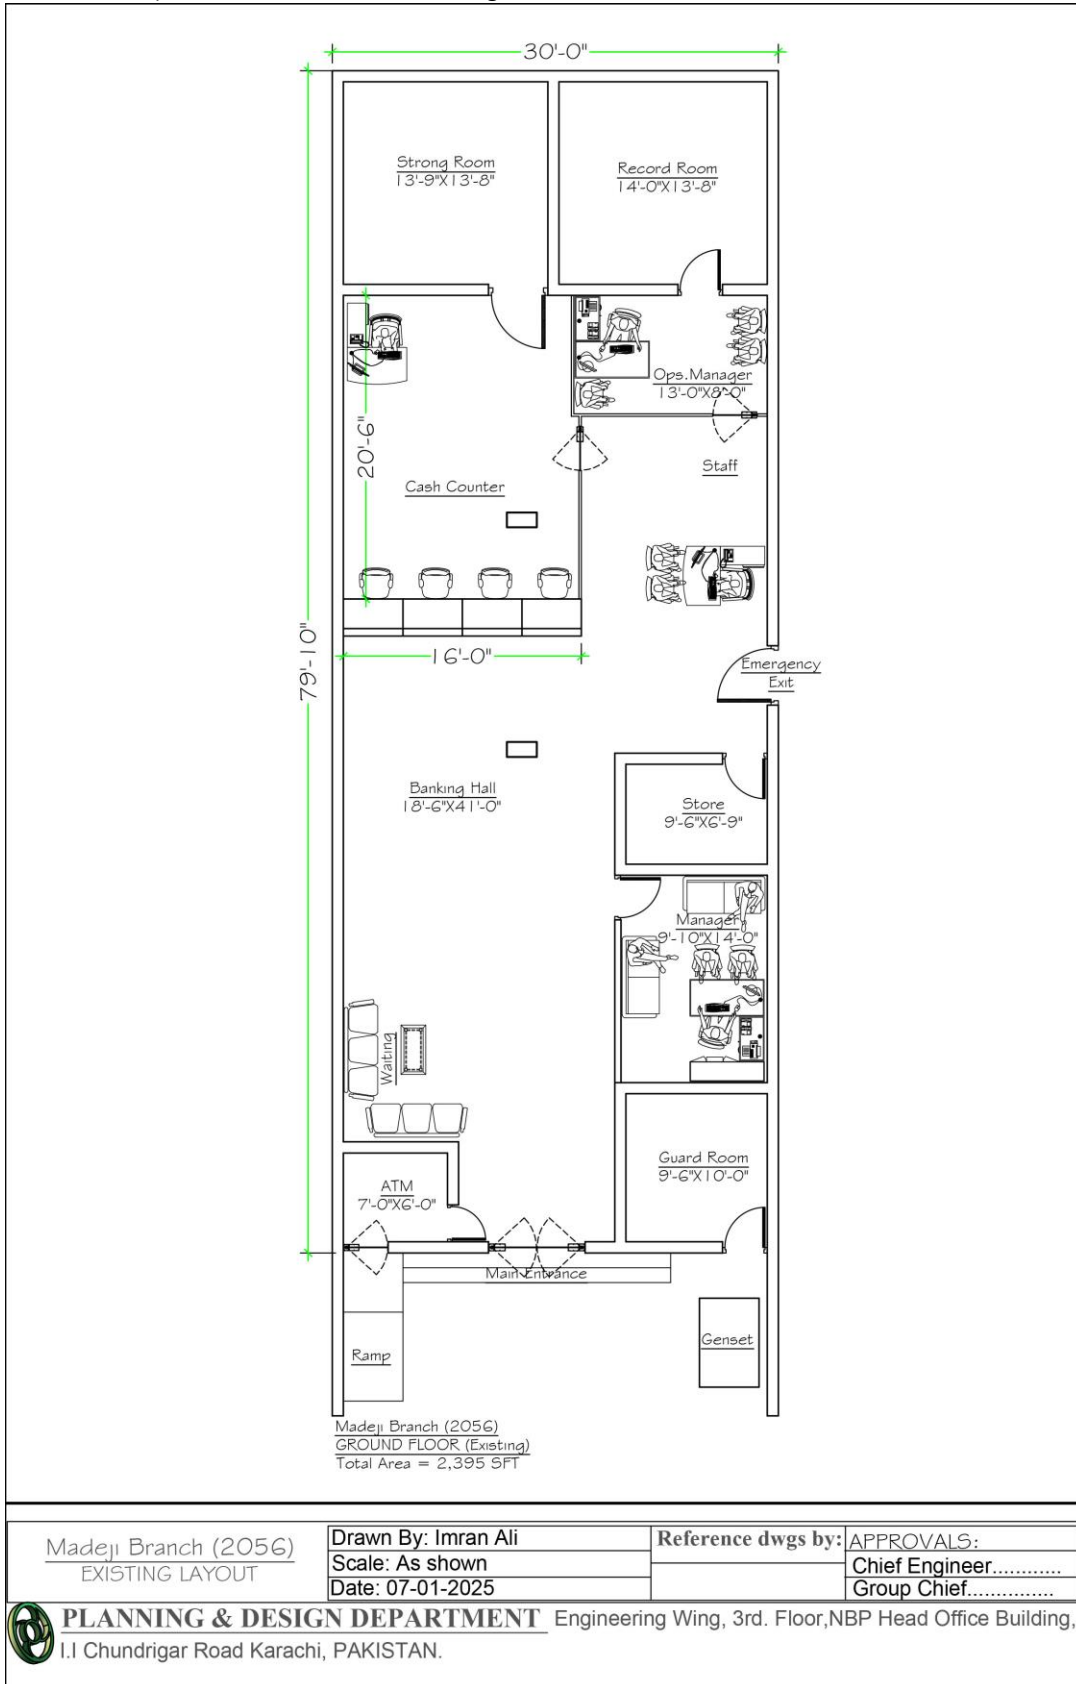 30'-0"
Strong Room
13'-9"X13'-8"
Record Room
14'-0"X13'-8"
Ops.Manager
13'-0"X8'-0"
20'-6"
Staff
Cash Counter
79'-10"
16'-0"
Emergency
Exit
Banking Hall
18'-6"X41'-0"
Store
9'-6"X6'-9"
Manager
9'-10"X14'-0"
Waiting
Guard Room
9'-6"X10'-0"
ATM
7'-0"X6'-0"
Main Entrance
Genset
Ramp
Madeji Branch (2056)
GROUND FLOOR (Existing)
Total Area = 2,395 SFT
Madeji Branch (2056)
EXISTING LAYOUT
Drawn By: Imran Ali
Scale: As shown
Date: 07-01-2025
Reference dwgs by:
APPROVALS:
Chief Engineer............
Group Chief...............
PLANNING & DESIGN DEPARTMENT Engineering Wing, 3rd. Floor,NBP Head Office Building,
I.I Chundrigar Road Karachi, PAKISTAN.